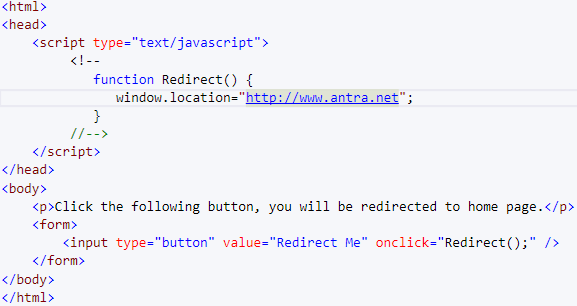 <html>
<head>
<script type="text/javascript">
<!--
function Redirect() {
window.location="http://www.antra.net";
}
//-->
</script>
</head>
<body>
<p>Click the following button, you will be redirected to home page.</p>
<form>
<input type="button" value="Redirect Me" onclick="Redirect();" />
</form>
</body>
</html>